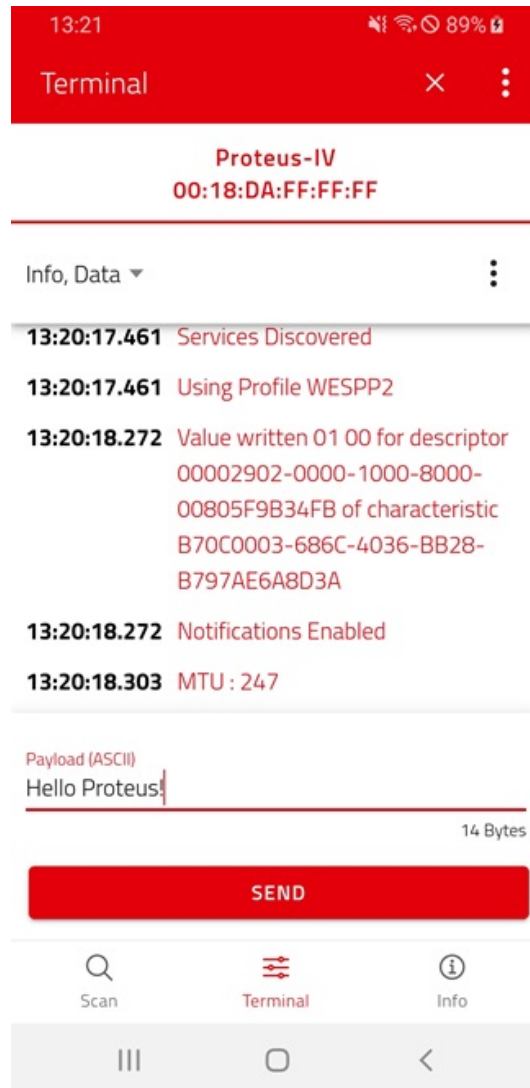 13:21
89%
Terminal
Proteus-IV
00:18:DA:FF:FF:FF
Info, Data
13:20:17.461 Services Discovered
13:20:17.461 Using Profile WESPP2
13:20:18.272 Value written 01 00 for descriptor
00002902-0000-1000-8000-
00805F9B34FB of characteristic
B70C0003-686C-4036-BB28-
B797AE6A8D3A
13:20:18.272 Notifications Enabled
13:20:18.303 MTU : 247
Payload (ASCII)
Hello Proteus!
14 Bytes
SEND
Scan
Terminal
Info